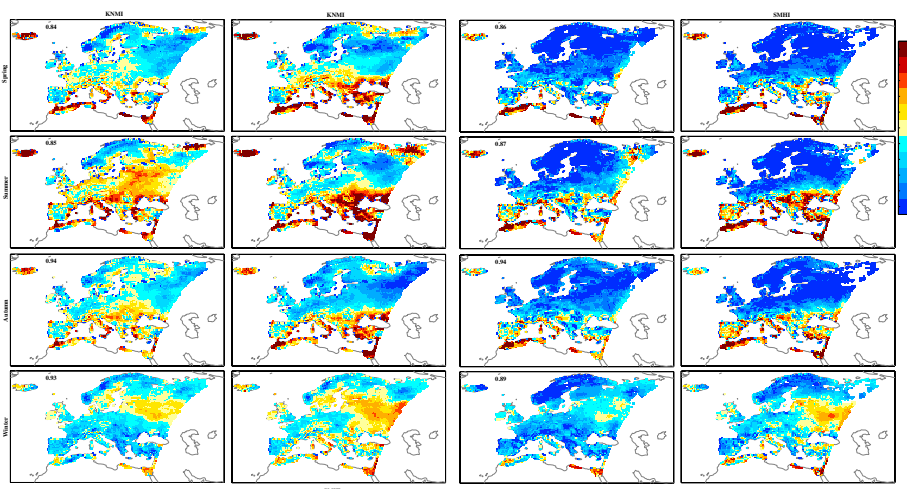 KNMI KNMI SMHI
Spring 0.84 0.86
Summer 0.85 0.87
Autumn 0.94 0.94
Winter 0.93 0.89